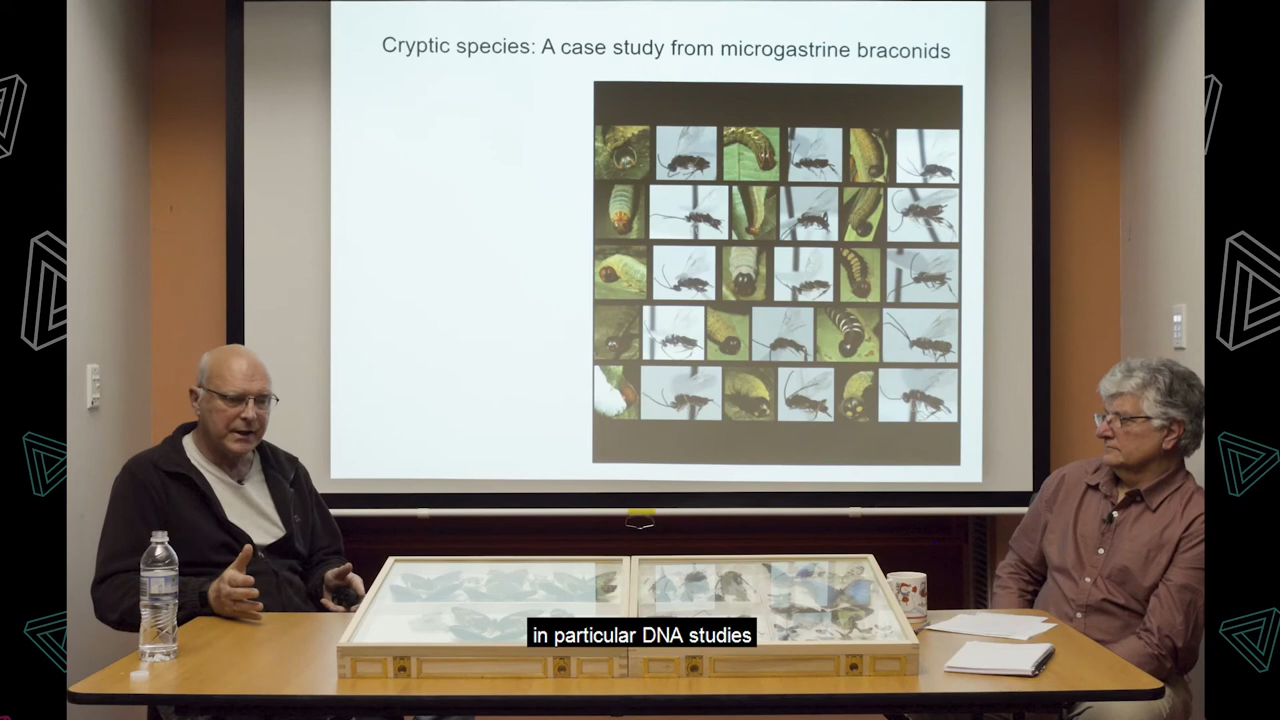 Cryptic species: A case study from microgastrine braconids
in particular DNA studies